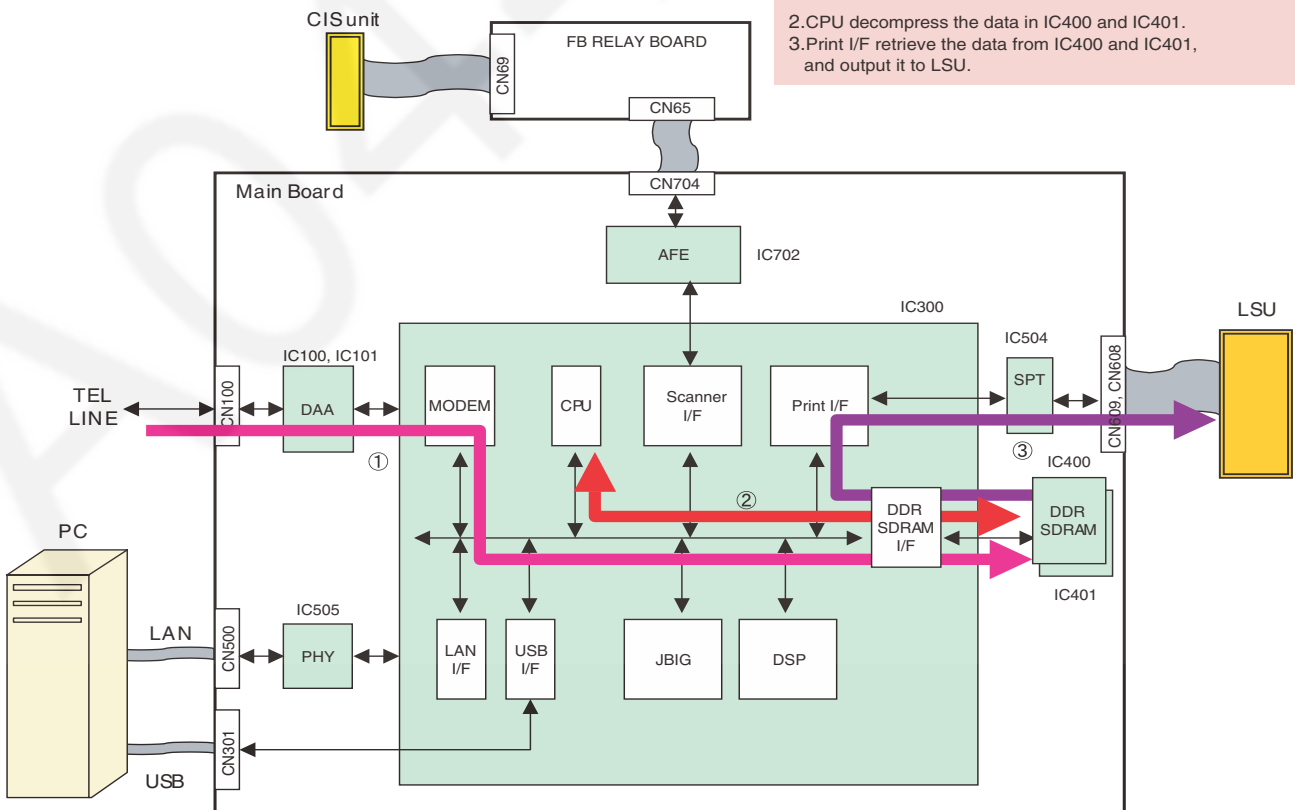 2.CPU decompress the data in IC400 and IC401.
3.Print I/F retrieve the data from IC400 and IC401,
and output it to LSU.
CIS unit
FB RELAY BOARD
CN69
CN65
CN704
Main Board
AFE
IC702
IC300
LSU
IC100, IC101
IC504
TEL
LINE
CN100
DAA
MODEM
CPU
Scanner
I/F
Print I/F
SPT
CN609, CN608
①
②
③
IC400
DDR
SDRAM
I/F
DDR
SDRAM
IC401
PC
LAN
CN500
IC505
PHY
LAN
I/F
USB
I/F
JBIG
DSP
CN301
USB